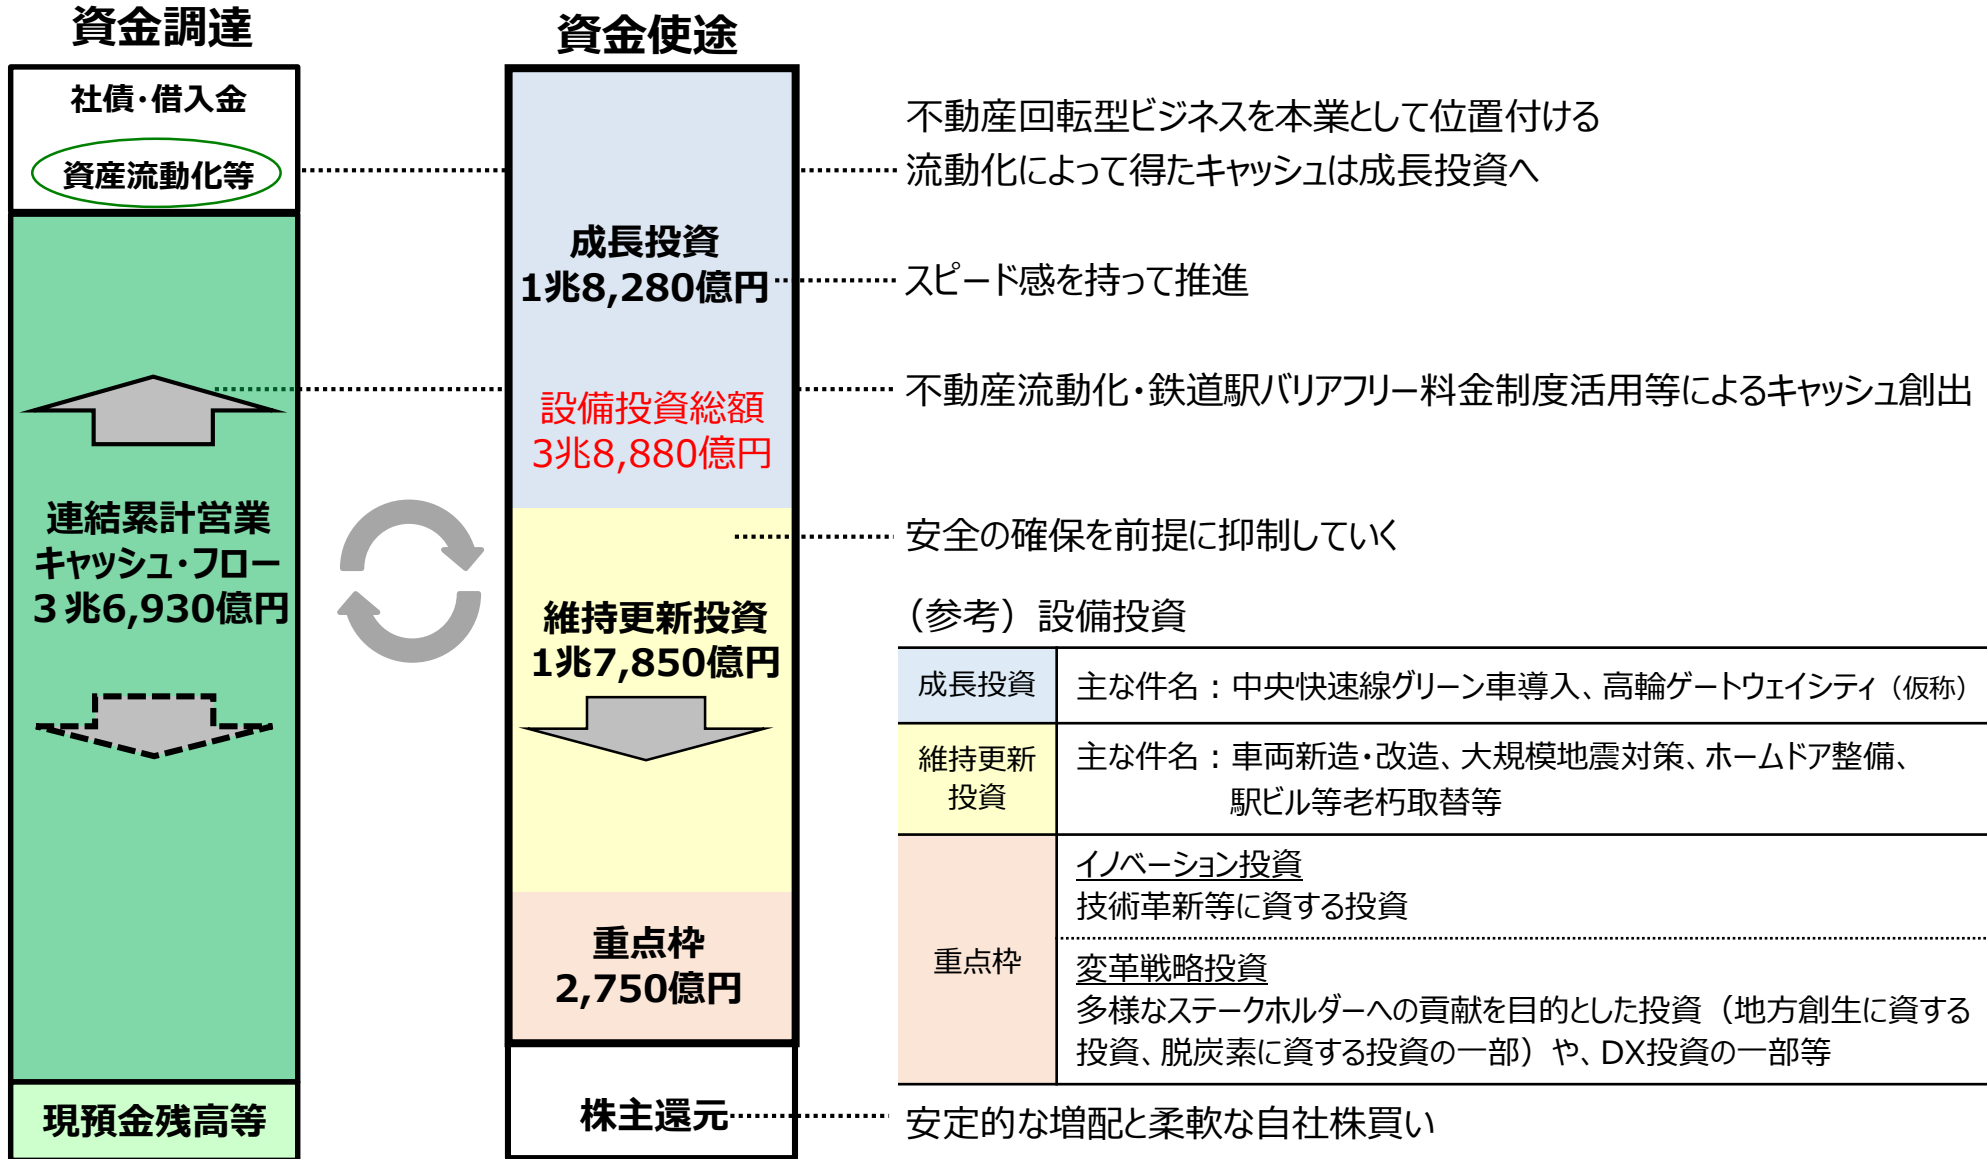 資金調達
社債・借入金
資産流動化等
連結累計営業
キャッシュ・フロー
３兆6,930億円
現預金残高等
資金使途
成長投資
1兆8,280億円
設備投資総額
3兆8,880億円
維持更新投資
1兆7,850億円
重点枠
2,750億円
株主還元
不動産回転型ビジネスを本業として位置付ける
流動化によって得たキャッシュは成長投資へ
スピード感を持って推進
不動産流動化・鉄道駅バリアフリー料金制度活用等によるキャッシュ創出
安全の確保を前提に抑制していく
（参考）設備投資
成長投資
主な件名：中央快速線グリーン車導入、高輪ゲートウェイシティ（仮称）
維持更新
投資
主な件名：車両新造・改造、大規模地震対策、ホームドア整備、
駅ビル等老朽取替等
重点枠
イノベーション投資
技術革新等に資する投資
変革戦略投資
多様なステークホルダーへの貢献を目的とした投資（地方創生に資する
投資、脱炭素に資する投資の一部）や、DX投資の一部等
安定的な増配と柔軟な自社株買い